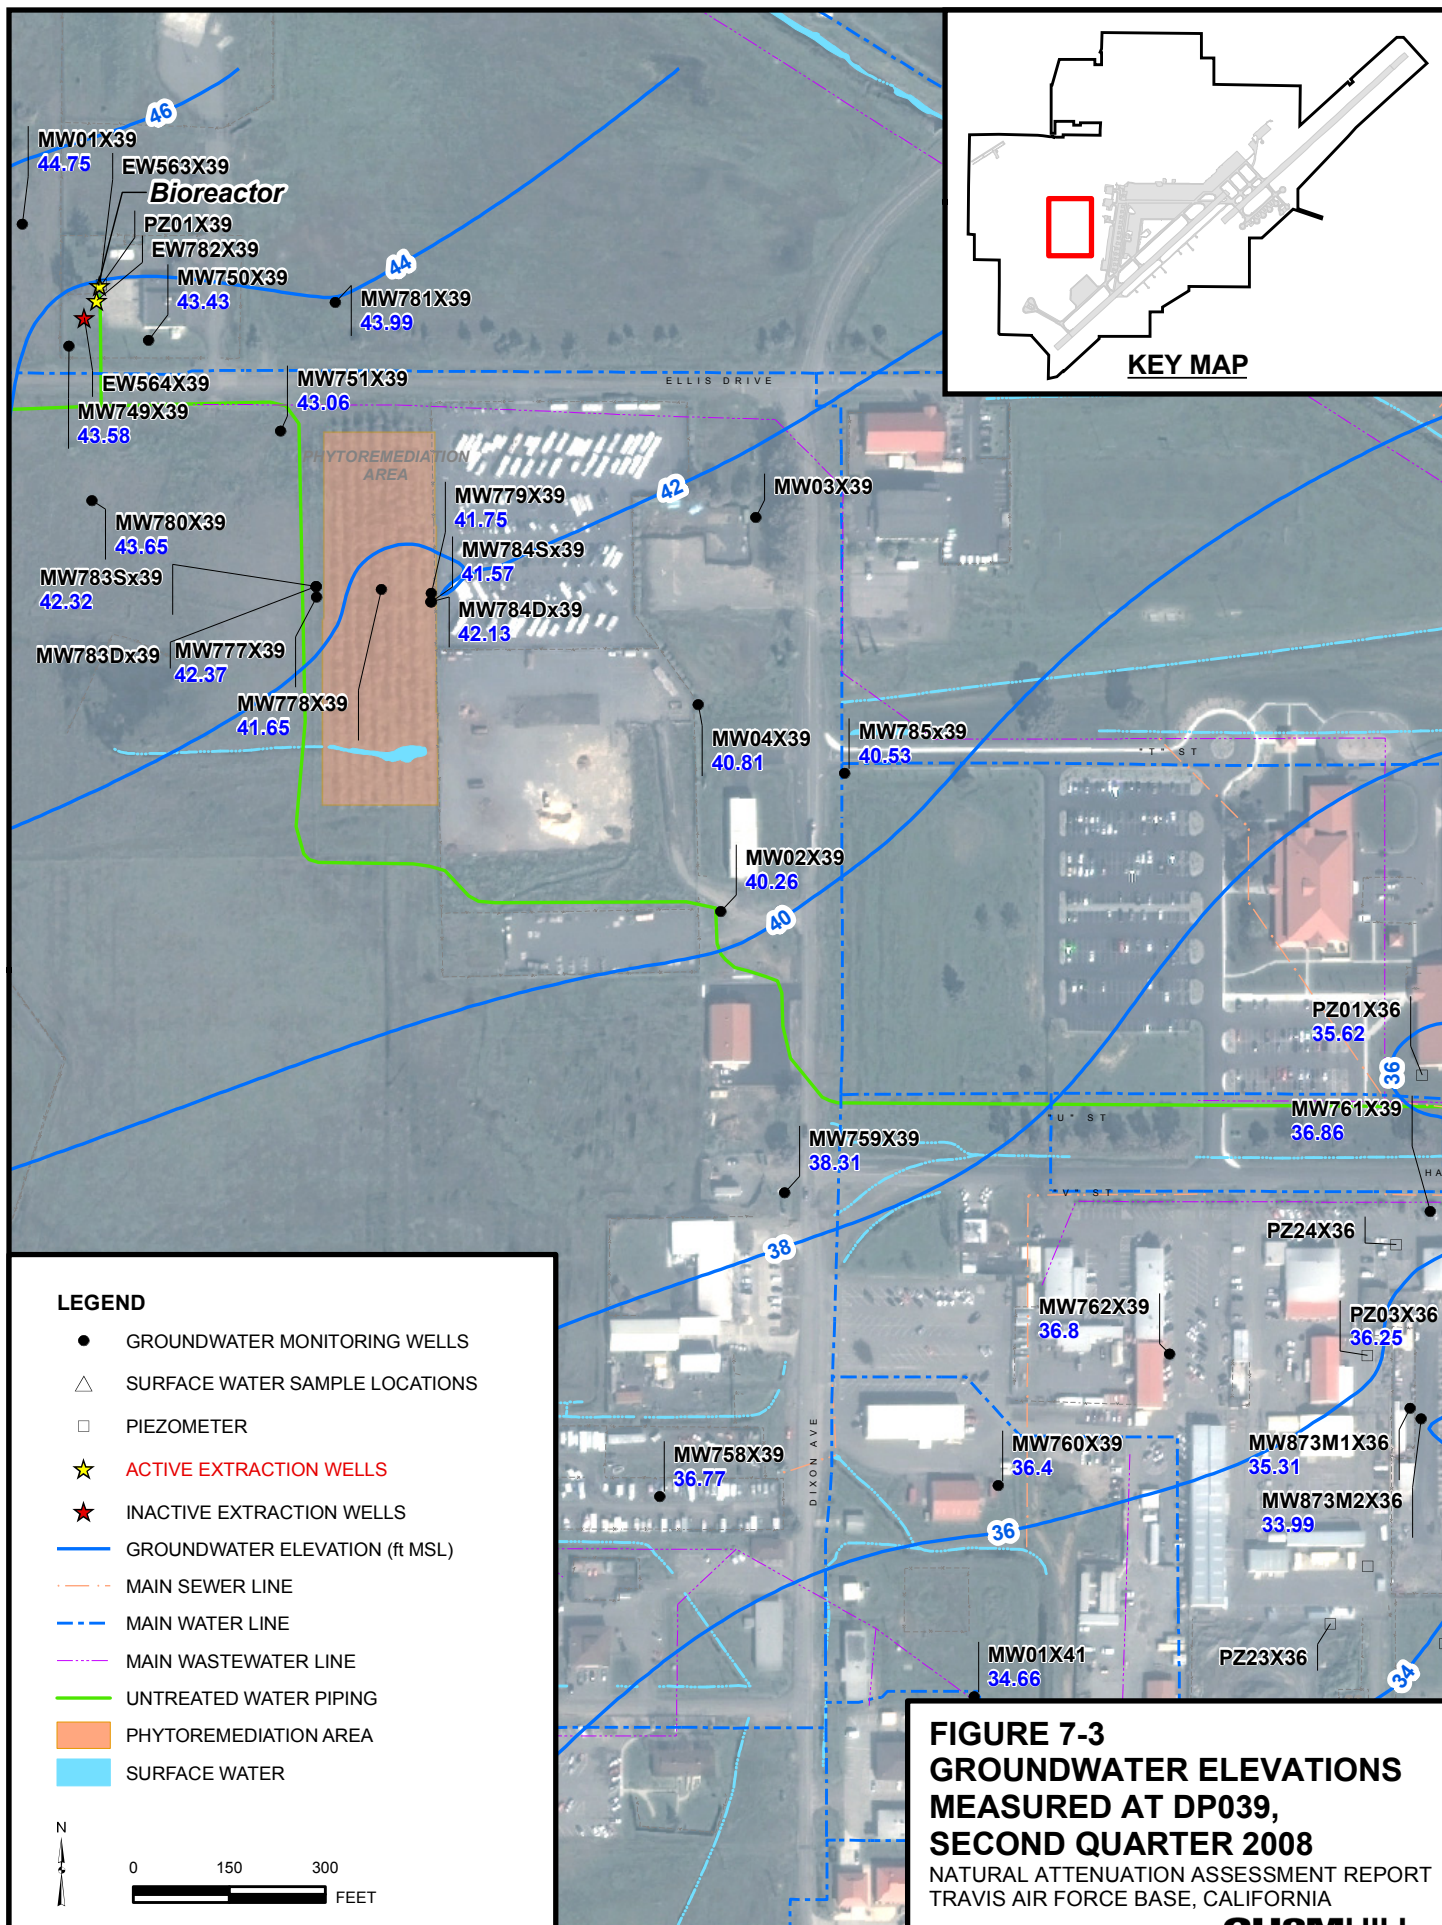 46
MW01X39
44.75
EW563X39
Bioreactor
PZ01X39
EW782X39
MW750X39
43.43
44
MW781X39
43.99
KEY MAP
EW564X39
MW749X39
43.58
MW751X39
43.06
ELLIS DRIVE
PHYTOREMEDIATION
AREA
42
MW03X39
MW779X39
41.75
MW780X39
43.65
MW784Sx39
41.57
MW783Sx39
42.32
MW784Dx39
42.13
MW783Dx39
MW777X39
42.37
MW778X39
41.65
MW04X39
40.81
MW785x39
40.53
"T" ST
MW02X39
40.26
40
PZ01X36
35.62
36
MW761X39
36.86
"U" ST
MW759X39
38.31
HA
"V" ST
PZ24X36
38
MW762X39
36.8
PZ03X36
36.25
DIXON AVE
MW758X39
36.77
MW760X39
36.4
MW873M1X36
35.31
MW873M2X36
33.99
36
MW01X41
34.66
PZ23X36
34
LEGEND
GROUNDWATER MONITORING WELLS
SURFACE WATER SAMPLE LOCATIONS
PIEZOMETER
ACTIVE EXTRACTION WELLS
INACTIVE EXTRACTION WELLS
GROUNDWATER ELEVATION (ft MSL)
MAIN SEWER LINE
MAIN WATER LINE
MAIN WASTEWATER LINE
UNTREATED WATER PIPING
PHYTOREMEDIATION AREA
SURFACE WATER
N
0 150 300
FEET
FIGURE 7-3
GROUNDWATER ELEVATIONS
MEASURED AT DP039,
SECOND QUARTER 2008
NATURAL ATTENUATION ASSESSMENT REPORT
TRAVIS AIR FORCE BASE, CALIFORNIA